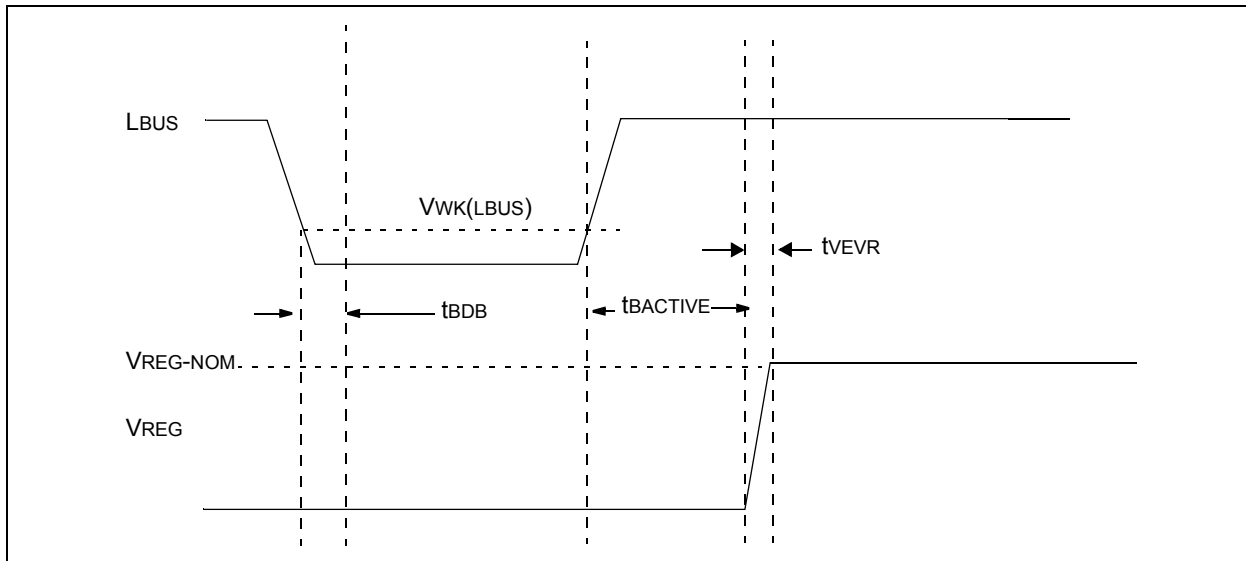 LBUS
VWK(LBUS)
tVEVR
tBDB
tBACTIVE
VREG-NOM
VREG